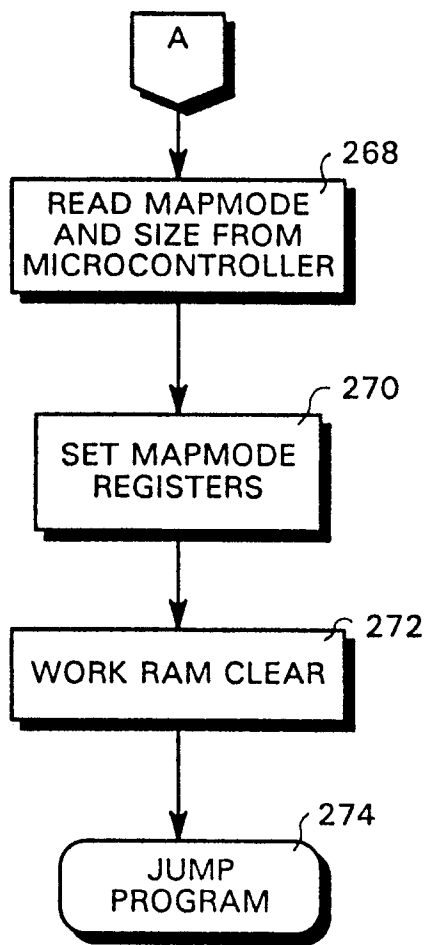 A
268
READ MAPMODE
AND SIZE FROM
MICROCONTROLLER
270
SET MAPMODE
REGISTERS
272
WORK RAM CLEAR
274
JUMP
PROGRAM